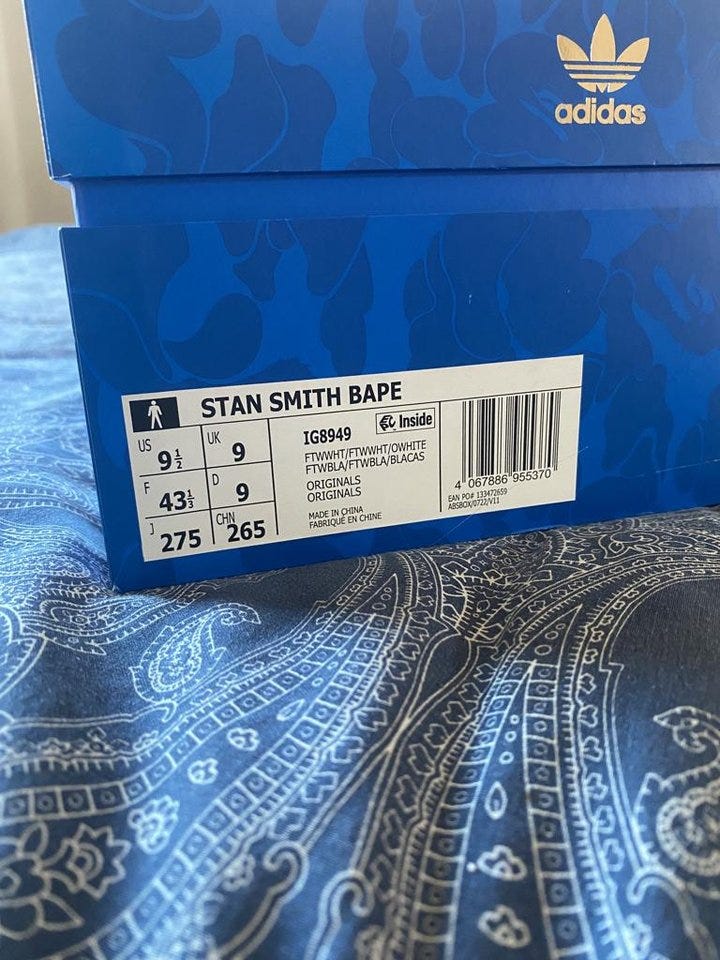 adidas
STAN SMITH BAPE
US 9½ UK 9
F 43⅓ D 9
J 275 CHN 265
IG8949 Inside
FTWWHT/FTWWHT/OWHITE
FTWBLA/FTWBLA/BLACAS
ORIGINALS
ORIGINALS
MADE IN CHINA
FABRIQUÉ EN CHINE
4 067886 955370
EAN PO# 133472659
ABSBOX/0722/V11